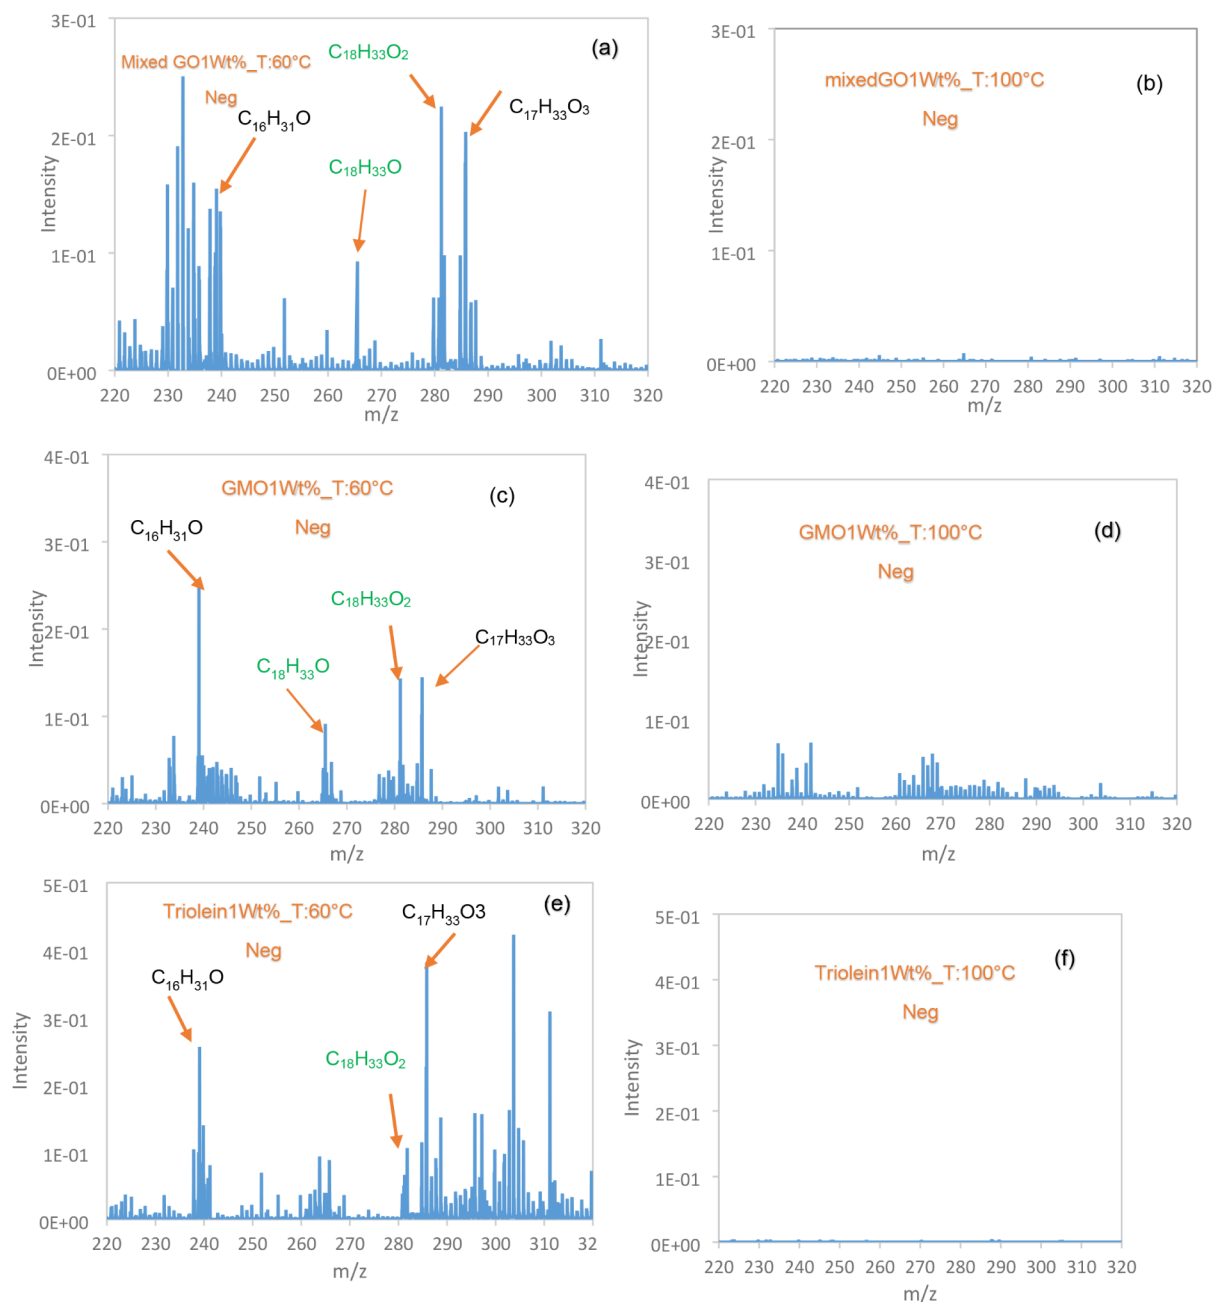 3E-01
2E-01
1E-01
0E+00
Intensity
Mixed GO1Wt%_T:60°C
Neg
C₁₆H₃₁O
C₁₈H₃₃O₂
C₁₈H₃₃O
C₁₇H₃₃O₃
(a)
220 230 240 250 260 270 280 290 300 310 320
m/z
3E-01
2E-01
1E-01
0E+00
Intensity
mixedGO1Wt%_T:100°C
Neg
(b)
220 230 240 250 260 270 280 290 300 310 320
m/z
4E-01
3E-01
2E-01
1E-01
0E+00
Intensity
GMO1Wt%_T:60°C
Neg
(c)
C₁₆H₃₁O
C₁₈H₃₃O₂
C₁₈H₃₃O
C₁₇H₃₃O₃
220 230 240 250 260 270 280 290 300 310 320
m/z
4E-01
3E-01
2E-01
1E-01
0E+00
Intensity
GMO1Wt%_T:100°C
Neg
(d)
220 230 240 250 260 270 280 290 300 310 320
m/z
5E-01
4E-01
3E-01
2E-01
1E-01
0E+00
Intensity
Triolein1Wt%_T:60°C
Neg
C₁₇H₃₃O3
(e)
C₁₆H₃₁O
C₁₈H₃₃O₂
220 230 240 250 260 270 280 290 300 310 320
m/z
5E-01
4E-01
3E-01
2E-01
1E-01
0E+00
Intensity
Triolein1Wt%_T:100°C
Neg
(f)
220 230 240 250 260 270 280 290 300 310 320
m/z